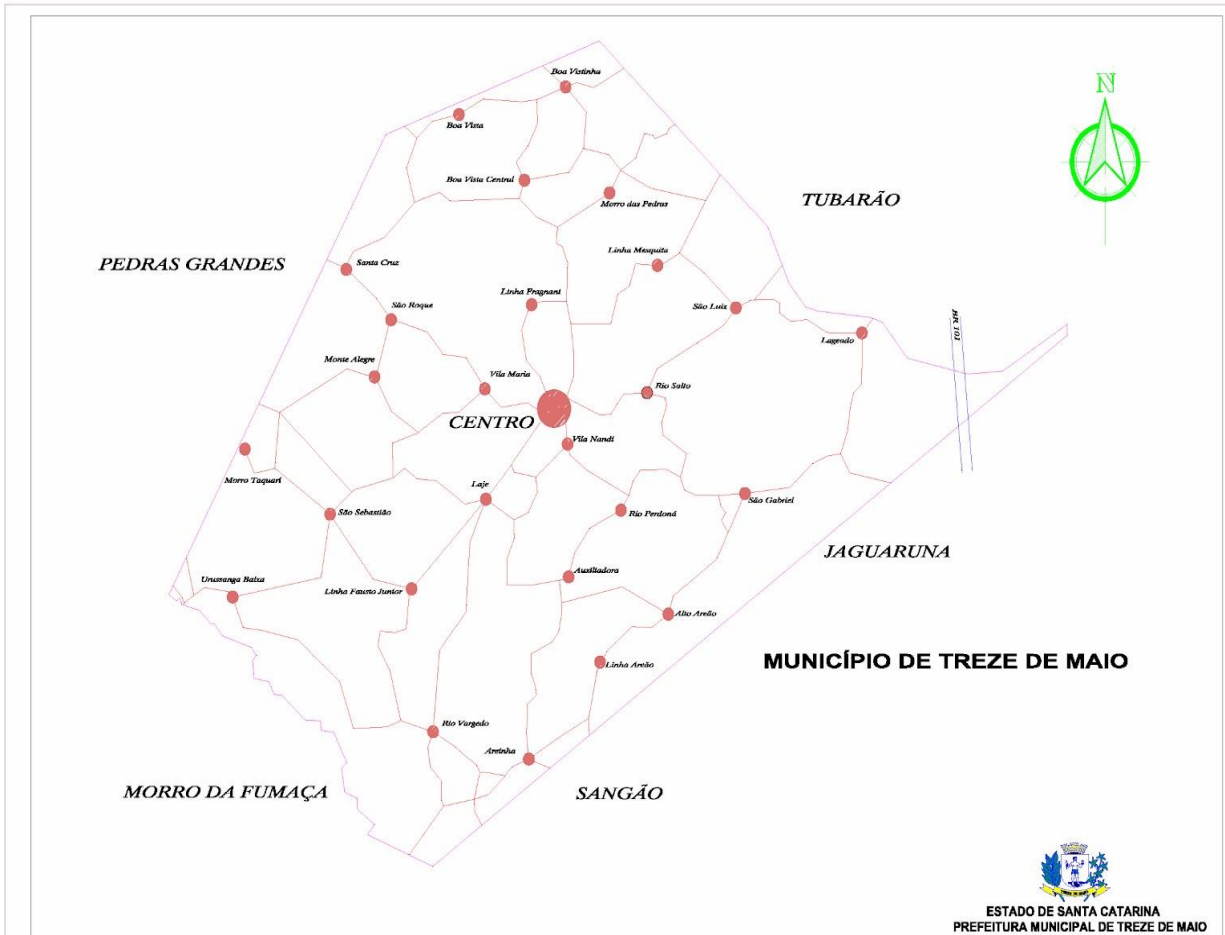 Boa Vistinha
N
Boa Vista
Boa Vista Central
Morro das Pedras
TUBARÃO
Linha Mesquita
PEDRAS GRANDES
Santa Cruz
Linha Fragnani
São Roque
São Luiz
BR 101
Lageado
Monte Alegre
Vila Maria
Rio Salto
CENTRO
Vila Nandi
Morro Taquari
Laje
São Gabriel
São Sebastião
Rio Perdoná
JAGUARUNA
Auxiliadora
Urussanga Baixa
Linha Fausto Junior
Alto Areão
MUNICÍPIO DE TREZE DE MAIO
Linha Areão
Rio Vargedo
Areinha
MORRO DA FUMAÇA
SANGÃO
ESTADO DE SANTA CATARINA
PREFEITURA MUNICIPAL DE TREZE DE MAIO